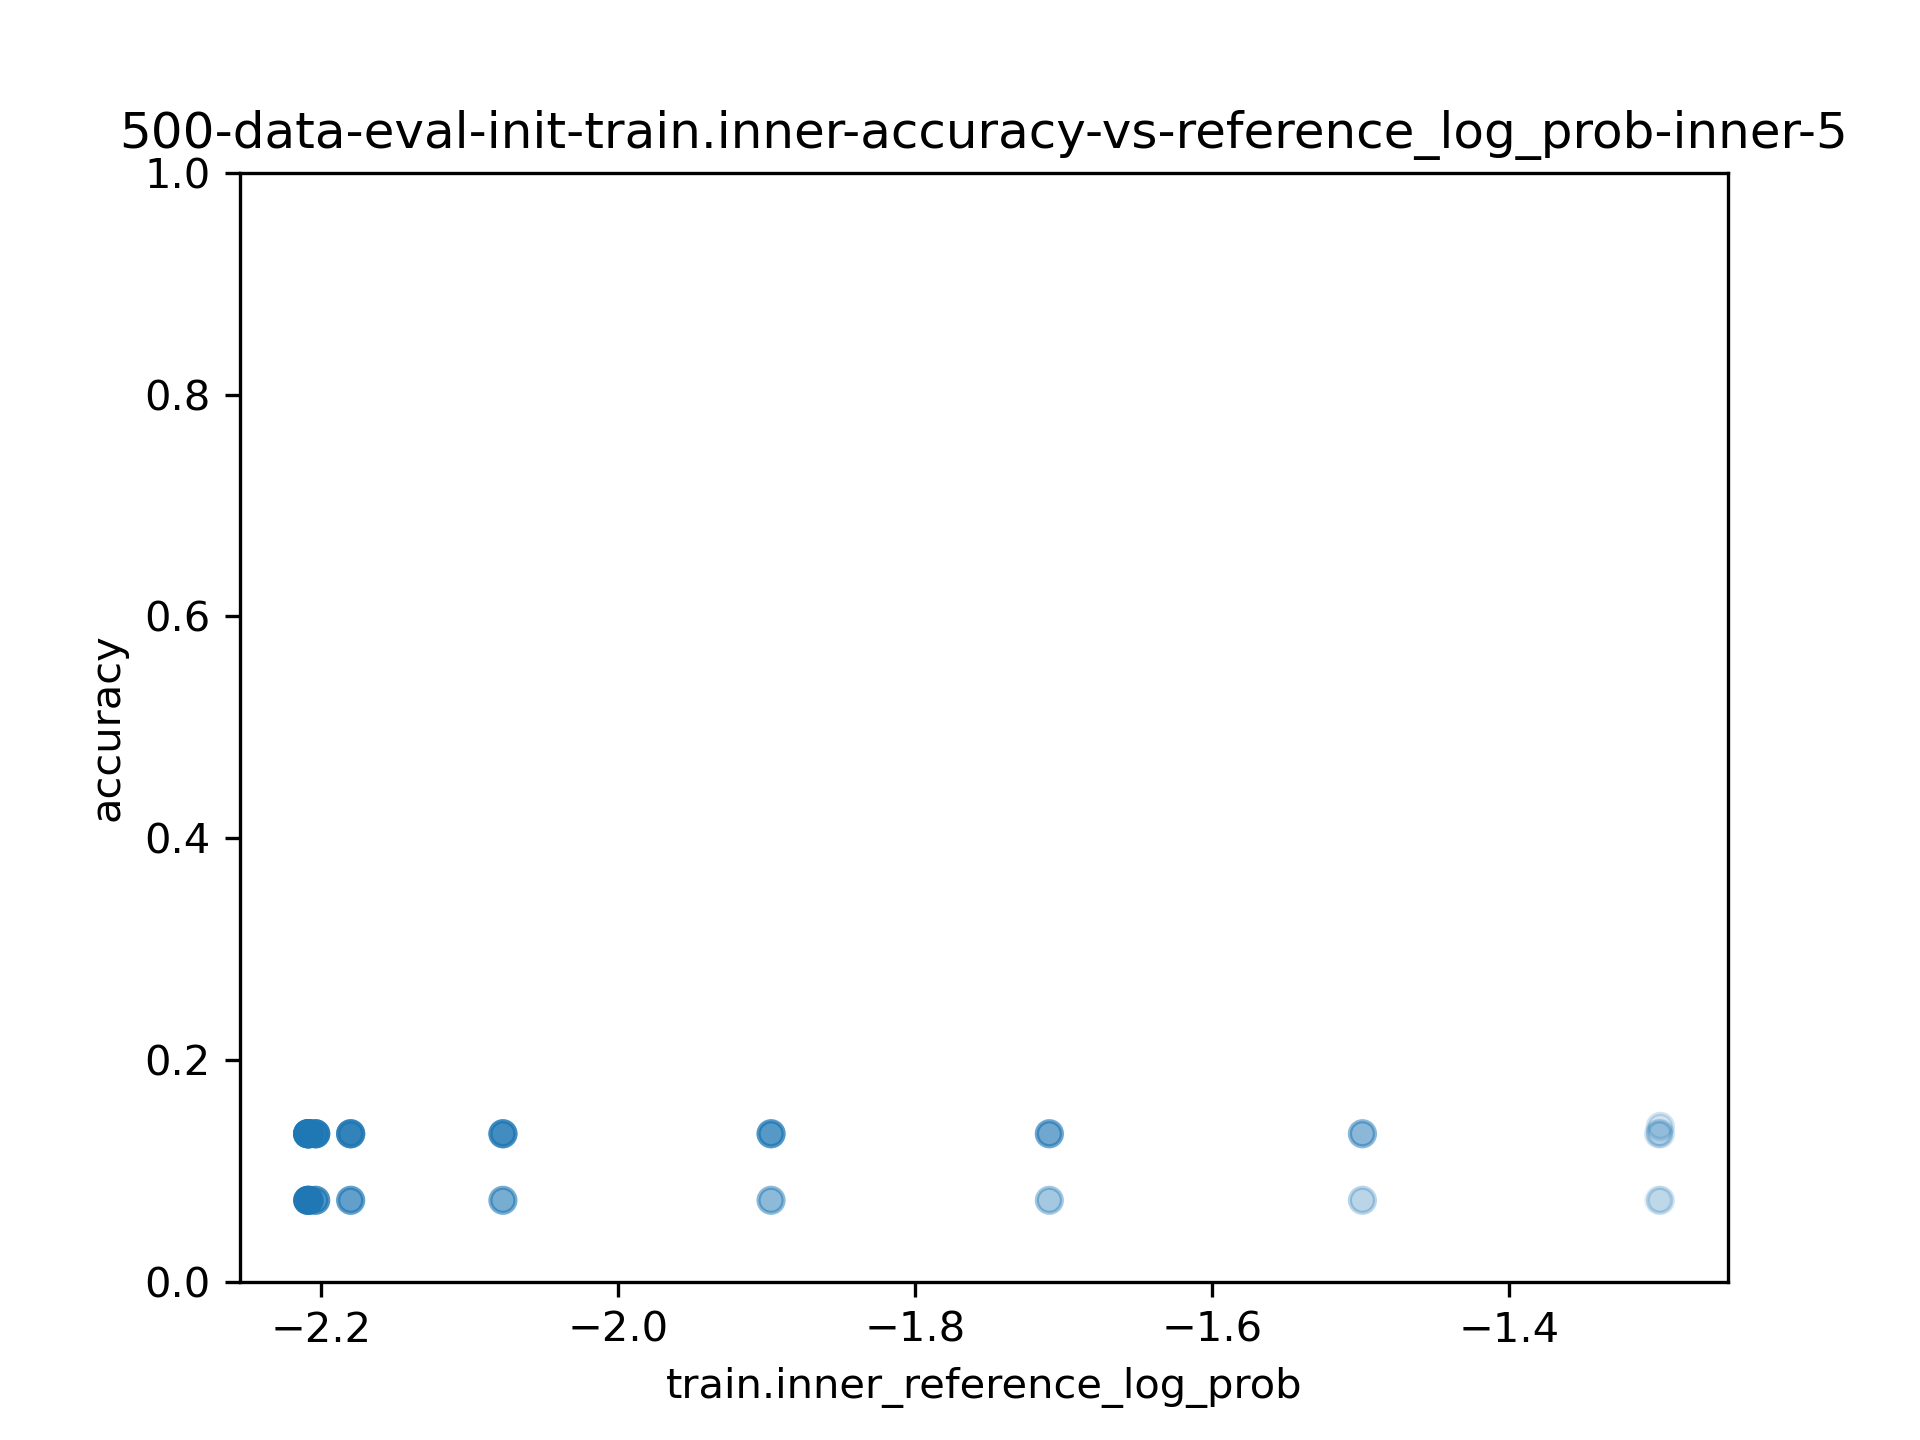 500-data-eval-init-train.inner-accuracy-vs-reference_log_prob-inner-5
1.0
0.8
0.6
0.4
0.2
0.0
accuracy
−2.2 −2.0 −1.8 −1.6 −1.4
train.inner_reference_log_prob